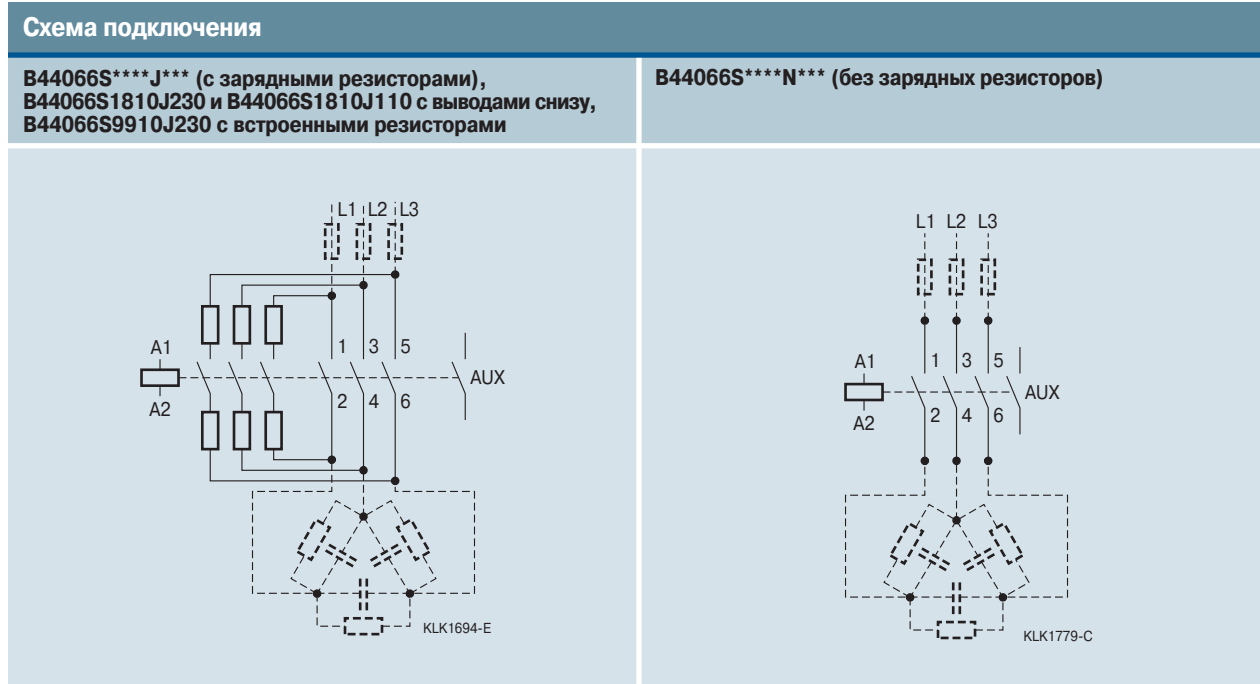 Схема подключения
B44066S****J*** (с зарядными резисторами),
B44066S1810J230 и B44066S1810J110 с выводами снизу,
B44066S9910J230 с встроенными резисторами
B44066S****N*** (без зарядных резисторов)
L1 L2 L3
A1 1 3 5
AUX
A2 2 4 6
KLK1694-E
L1 L2 L3
A1 1 3 5
AUX
A2 2 4 6
KLK1779-C